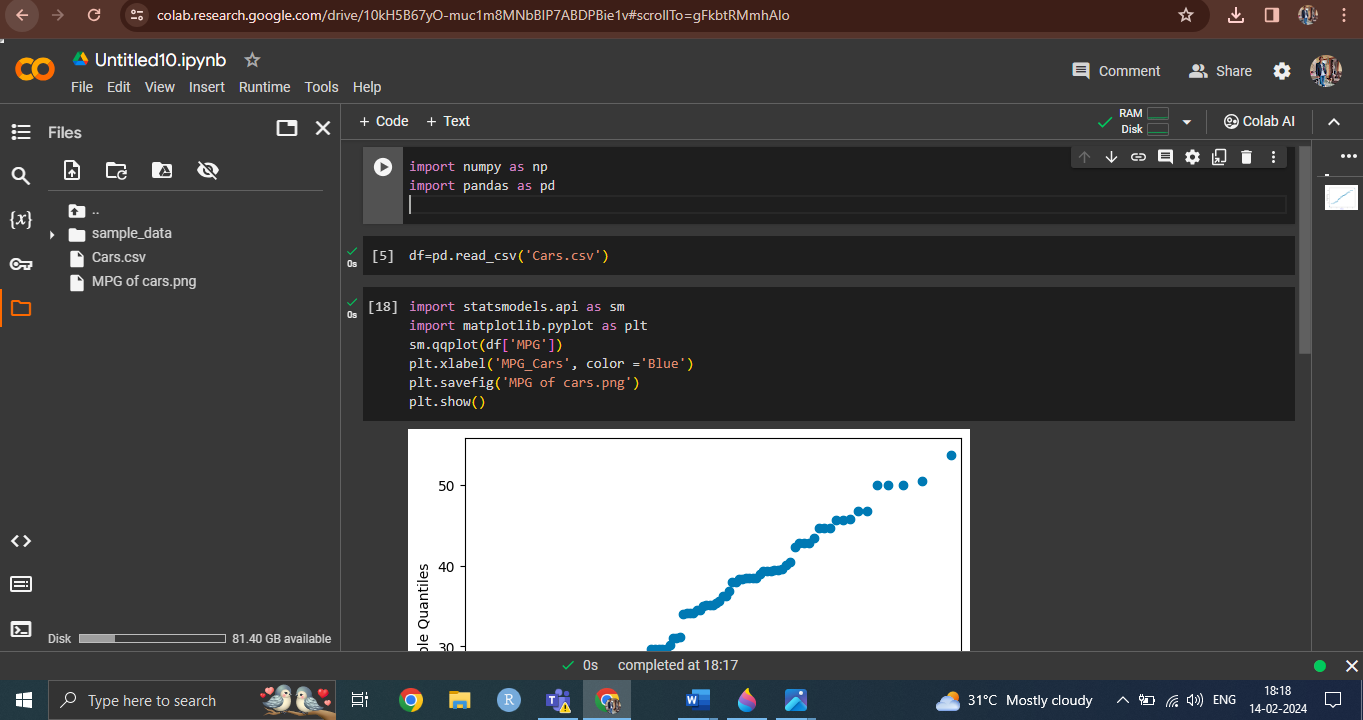 colab.research.google.com/drive/10kH5B67yO-muc1m8MNbBIP7ABDPBie1v#scrollTo=gFkbtRMmhAIo
CO
Untitled10.ipynb
File Edit View Insert Runtime Tools Help
Comment
Share
Files
+ Code + Text
RAM
Disk
Colab AI
{x}
..
sample_data
Cars.csv
MPG of cars.png
import numpy as np
import pandas as pd
0s
[5] df=pd.read_csv('Cars.csv')
0s
[18] import statsmodels.api as sm
import matplotlib.pyplot as plt
sm.qqplot(df['MPG'])
plt.xlabel('MPG_Cars', color ='Blue')
plt.savefig('MPG of cars.png')
plt.show()
50
40
30
ple Quantiles
Disk 81.40 GB available
0s completed at 18:17
Type here to search
R
31°C Mostly cloudy
ENG
18:18
14-02-2024